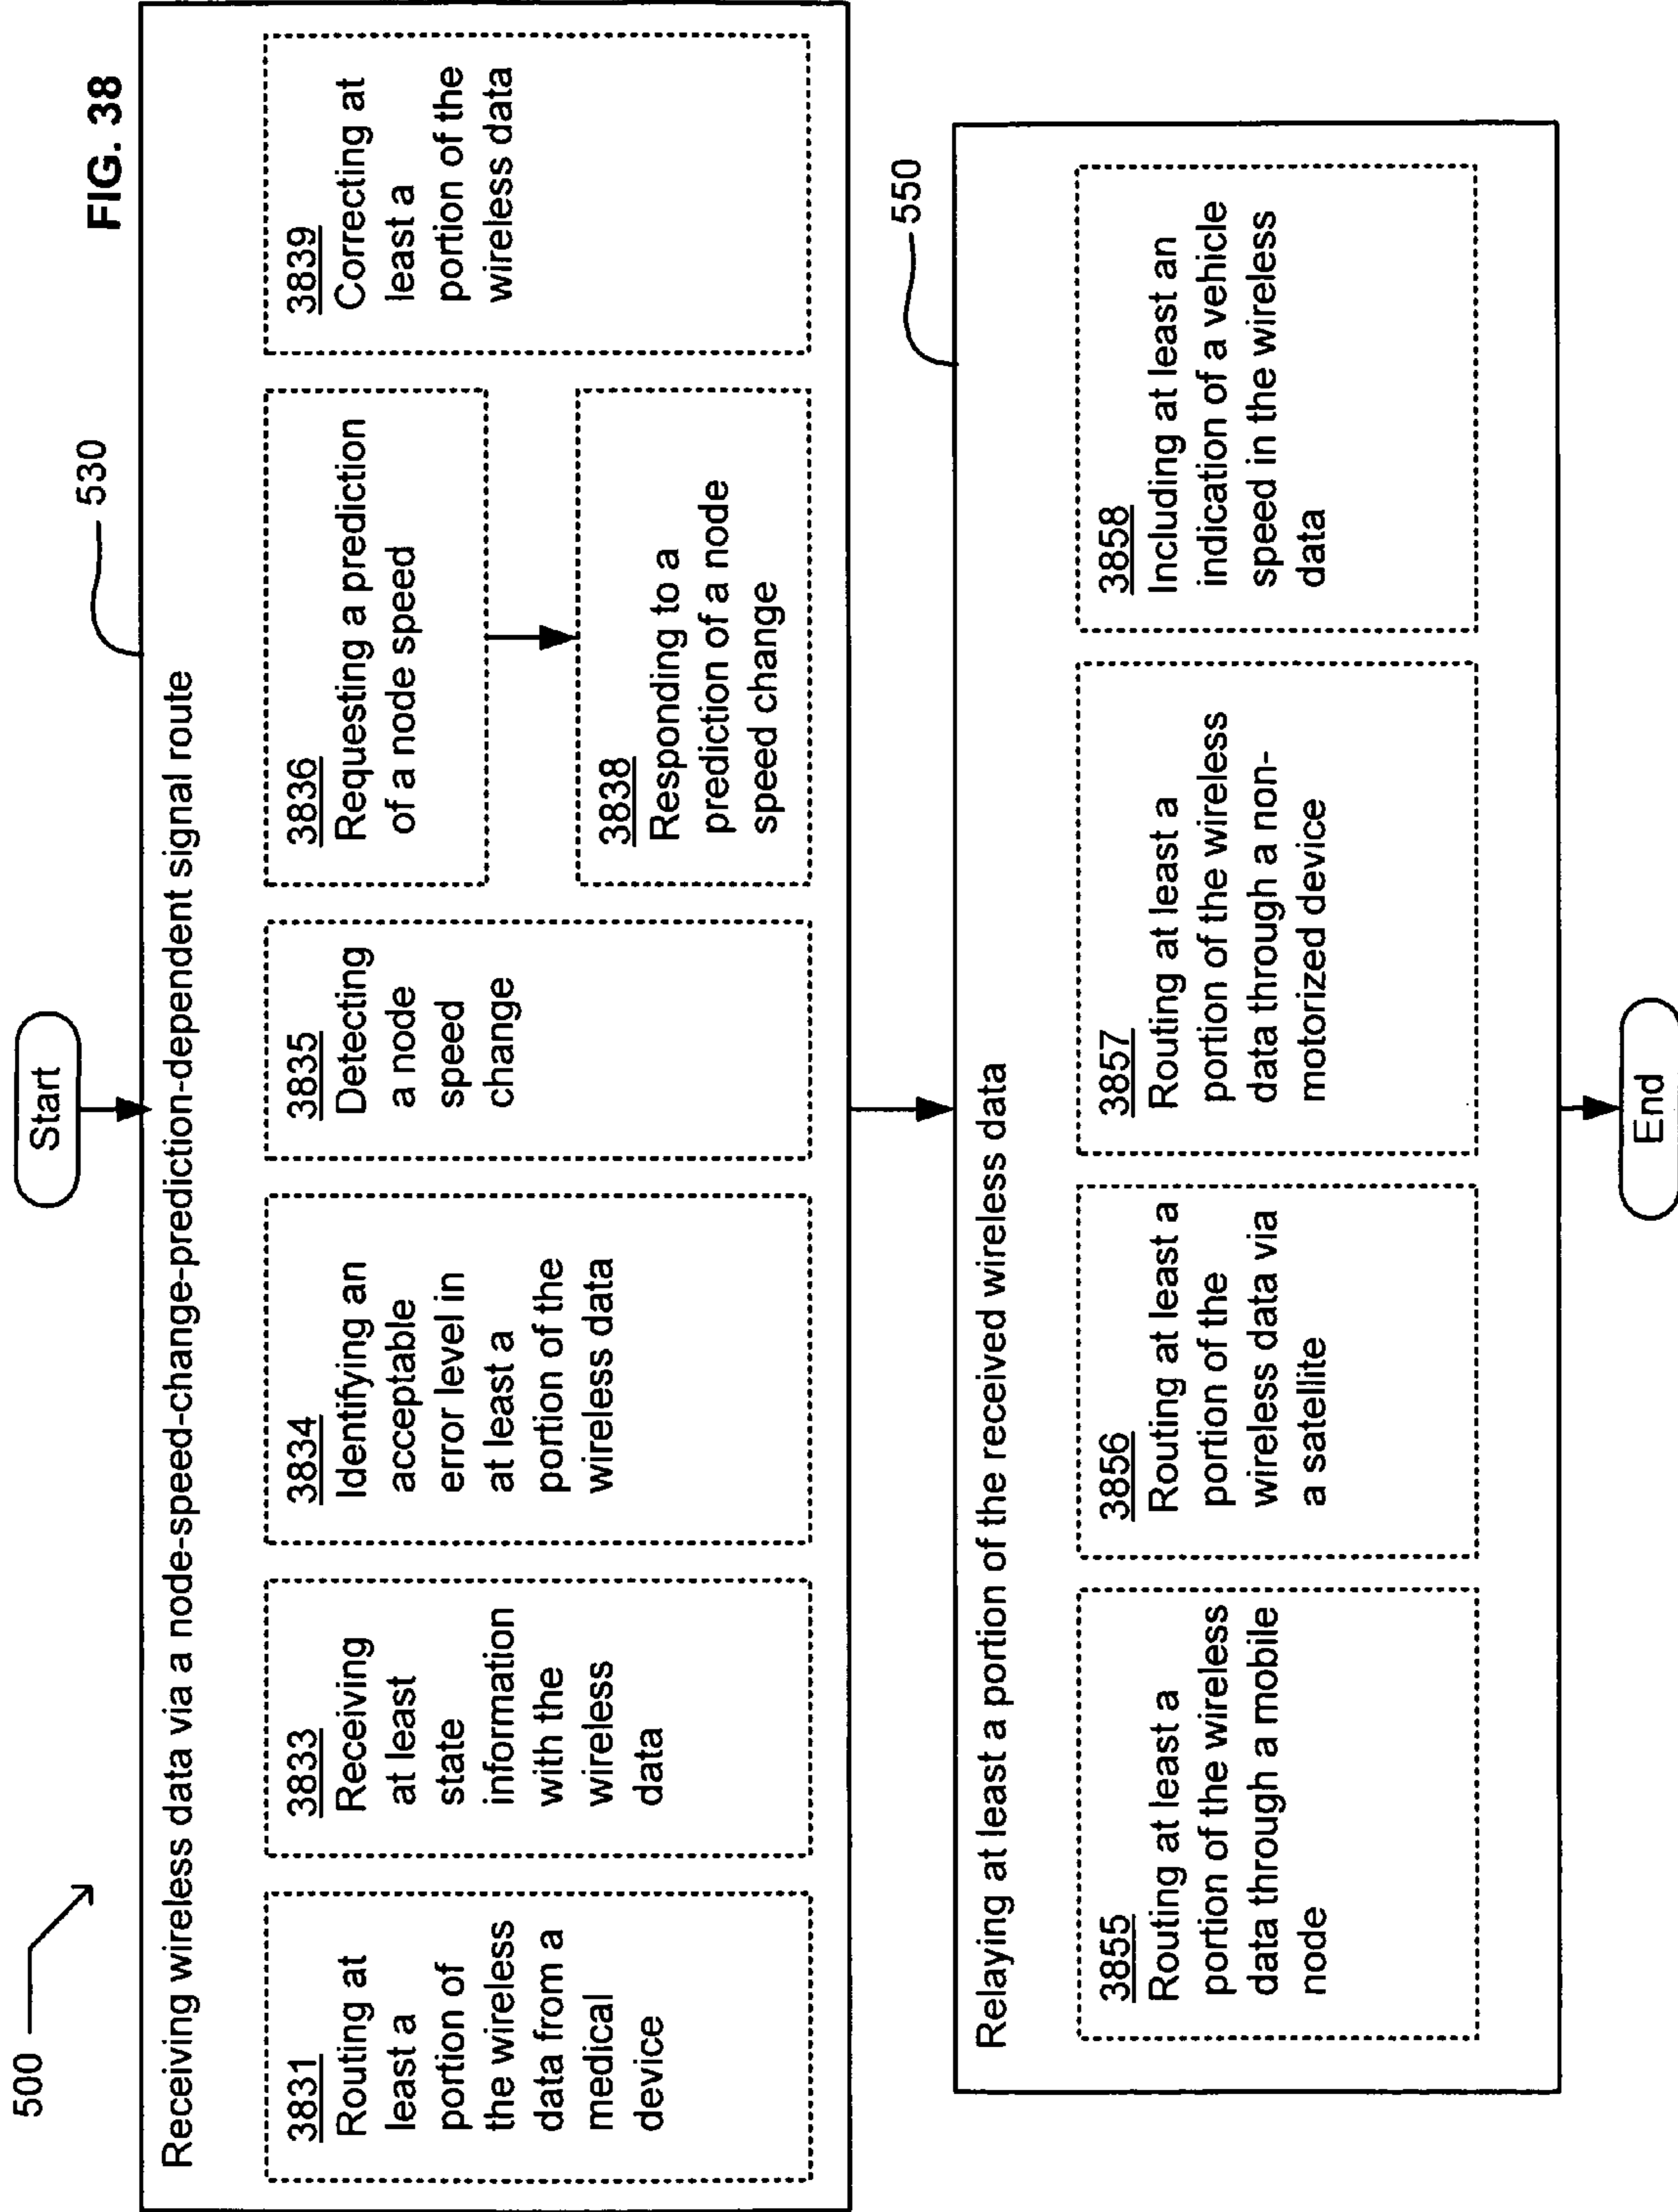 FIG. 38
500
Start
530
Receiving wireless data via a node-speed-change-prediction-dependent signal route
3831
Routing at
least a
portion of
the wireless
data from a
medical
device
3833
Receiving
at least
state
information
with the
wireless
data
3834
Identifying an
acceptable
error level in
at least a
portion of the
wireless data
3835
Detecting
a node
speed
change
3836
Requesting a prediction
of a node speed
3838
Responding to a
prediction of a node
speed change
3839
Correcting at
least a
portion of the
wireless data
550
Relaying at least a portion of the received wireless data
3855
Routing at least a
portion of the wireless
data through a mobile
node
3856
Routing at least a
portion of the
wireless data via
a satellite
3857
Routing at least a
portion of the wireless
data through a non-
motorized device
3858
Including at least an
indication of a vehicle
speed in the wireless
data
End